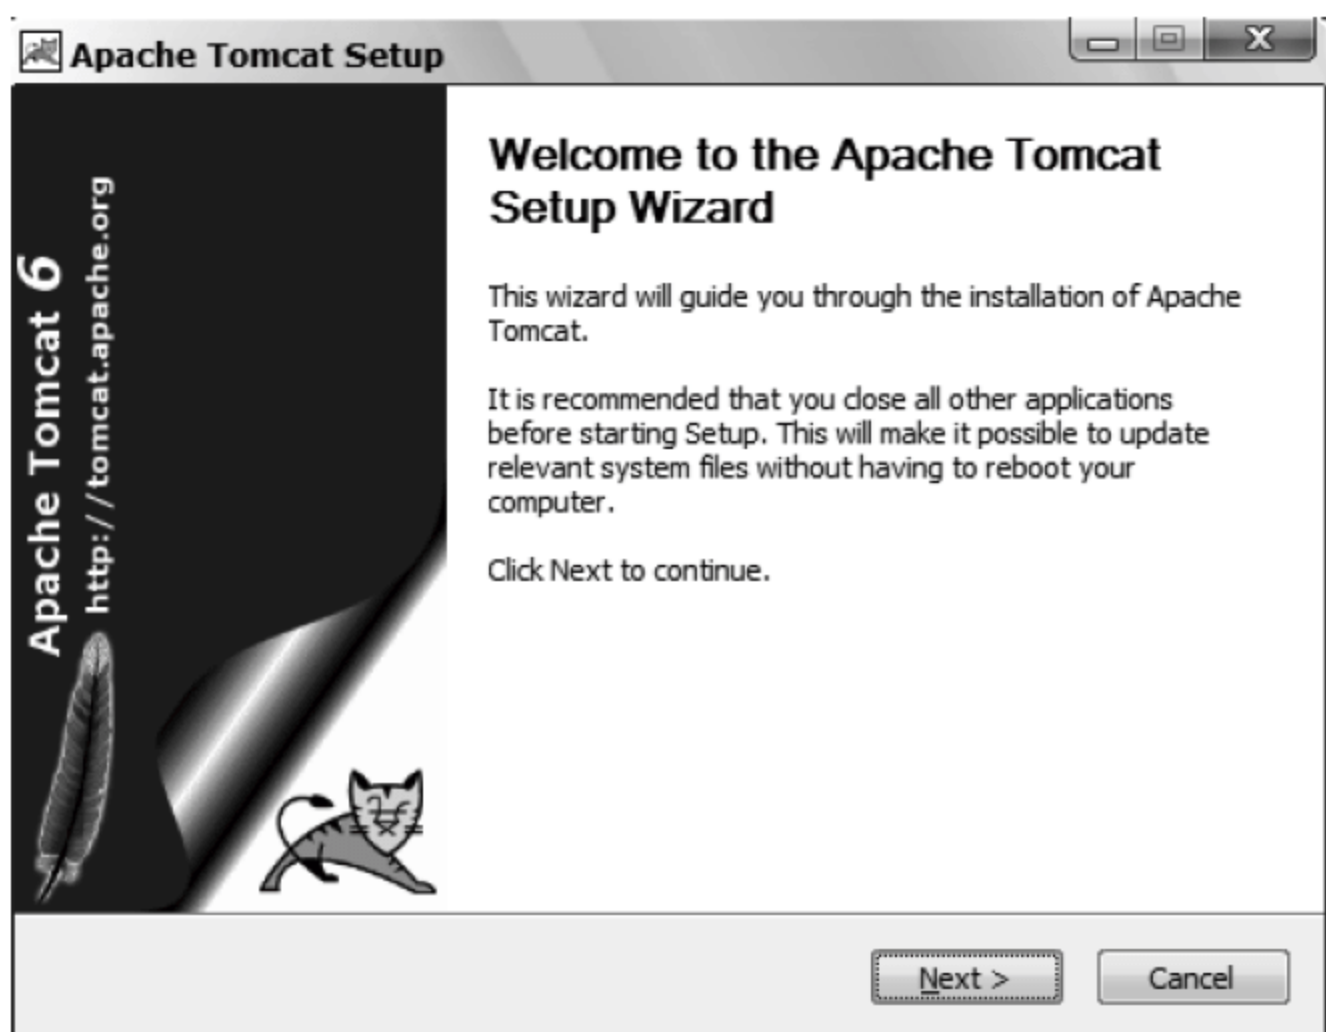 Apache Tomcat Setup
Apache Tomcat 6
http://tomcat.apache.org
Welcome to the Apache Tomcat
Setup Wizard
This wizard will guide you through the installation of Apache
Tomcat.
It is recommended that you close all other applications
before starting Setup. This will make it possible to update
relevant system files without having to reboot your
computer.
Click Next to continue.
Next >
Cancel